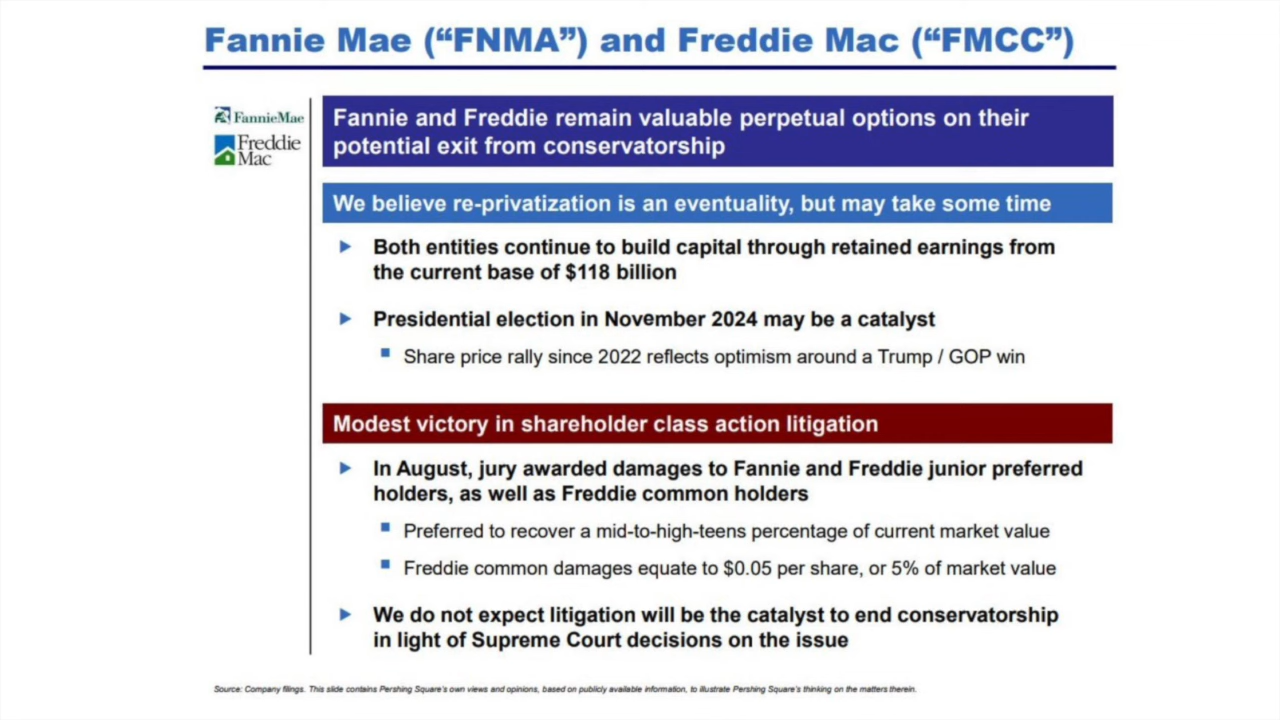 Fannie Mae (“FNMA”) and Freddie Mac (“FMCC”)
FannieMae
Freddie
Mac
Fannie and Freddie remain valuable perpetual options on their
potential exit from conservatorship
We believe re-privatization is an eventuality, but may take some time
Both entities continue to build capital through retained earnings from
the current base of $118 billion
Presidential election in November 2024 may be a catalyst
Share price rally since 2022 reflects optimism around a Trump / GOP win
Modest victory in shareholder class action litigation
In August, jury awarded damages to Fannie and Freddie junior preferred
holders, as well as Freddie common holders
Preferred to recover a mid-to-high-teens percentage of current market value
Freddie common damages equate to $0.05 per share, or 5% of market value
We do not expect litigation will be the catalyst to end conservatorship
in light of Supreme Court decisions on the issue
Source: Company filings. This slide contains Pershing Square's own views and opinions, based on publicly available information, to illustrate Pershing Square's thinking on the matters therein.